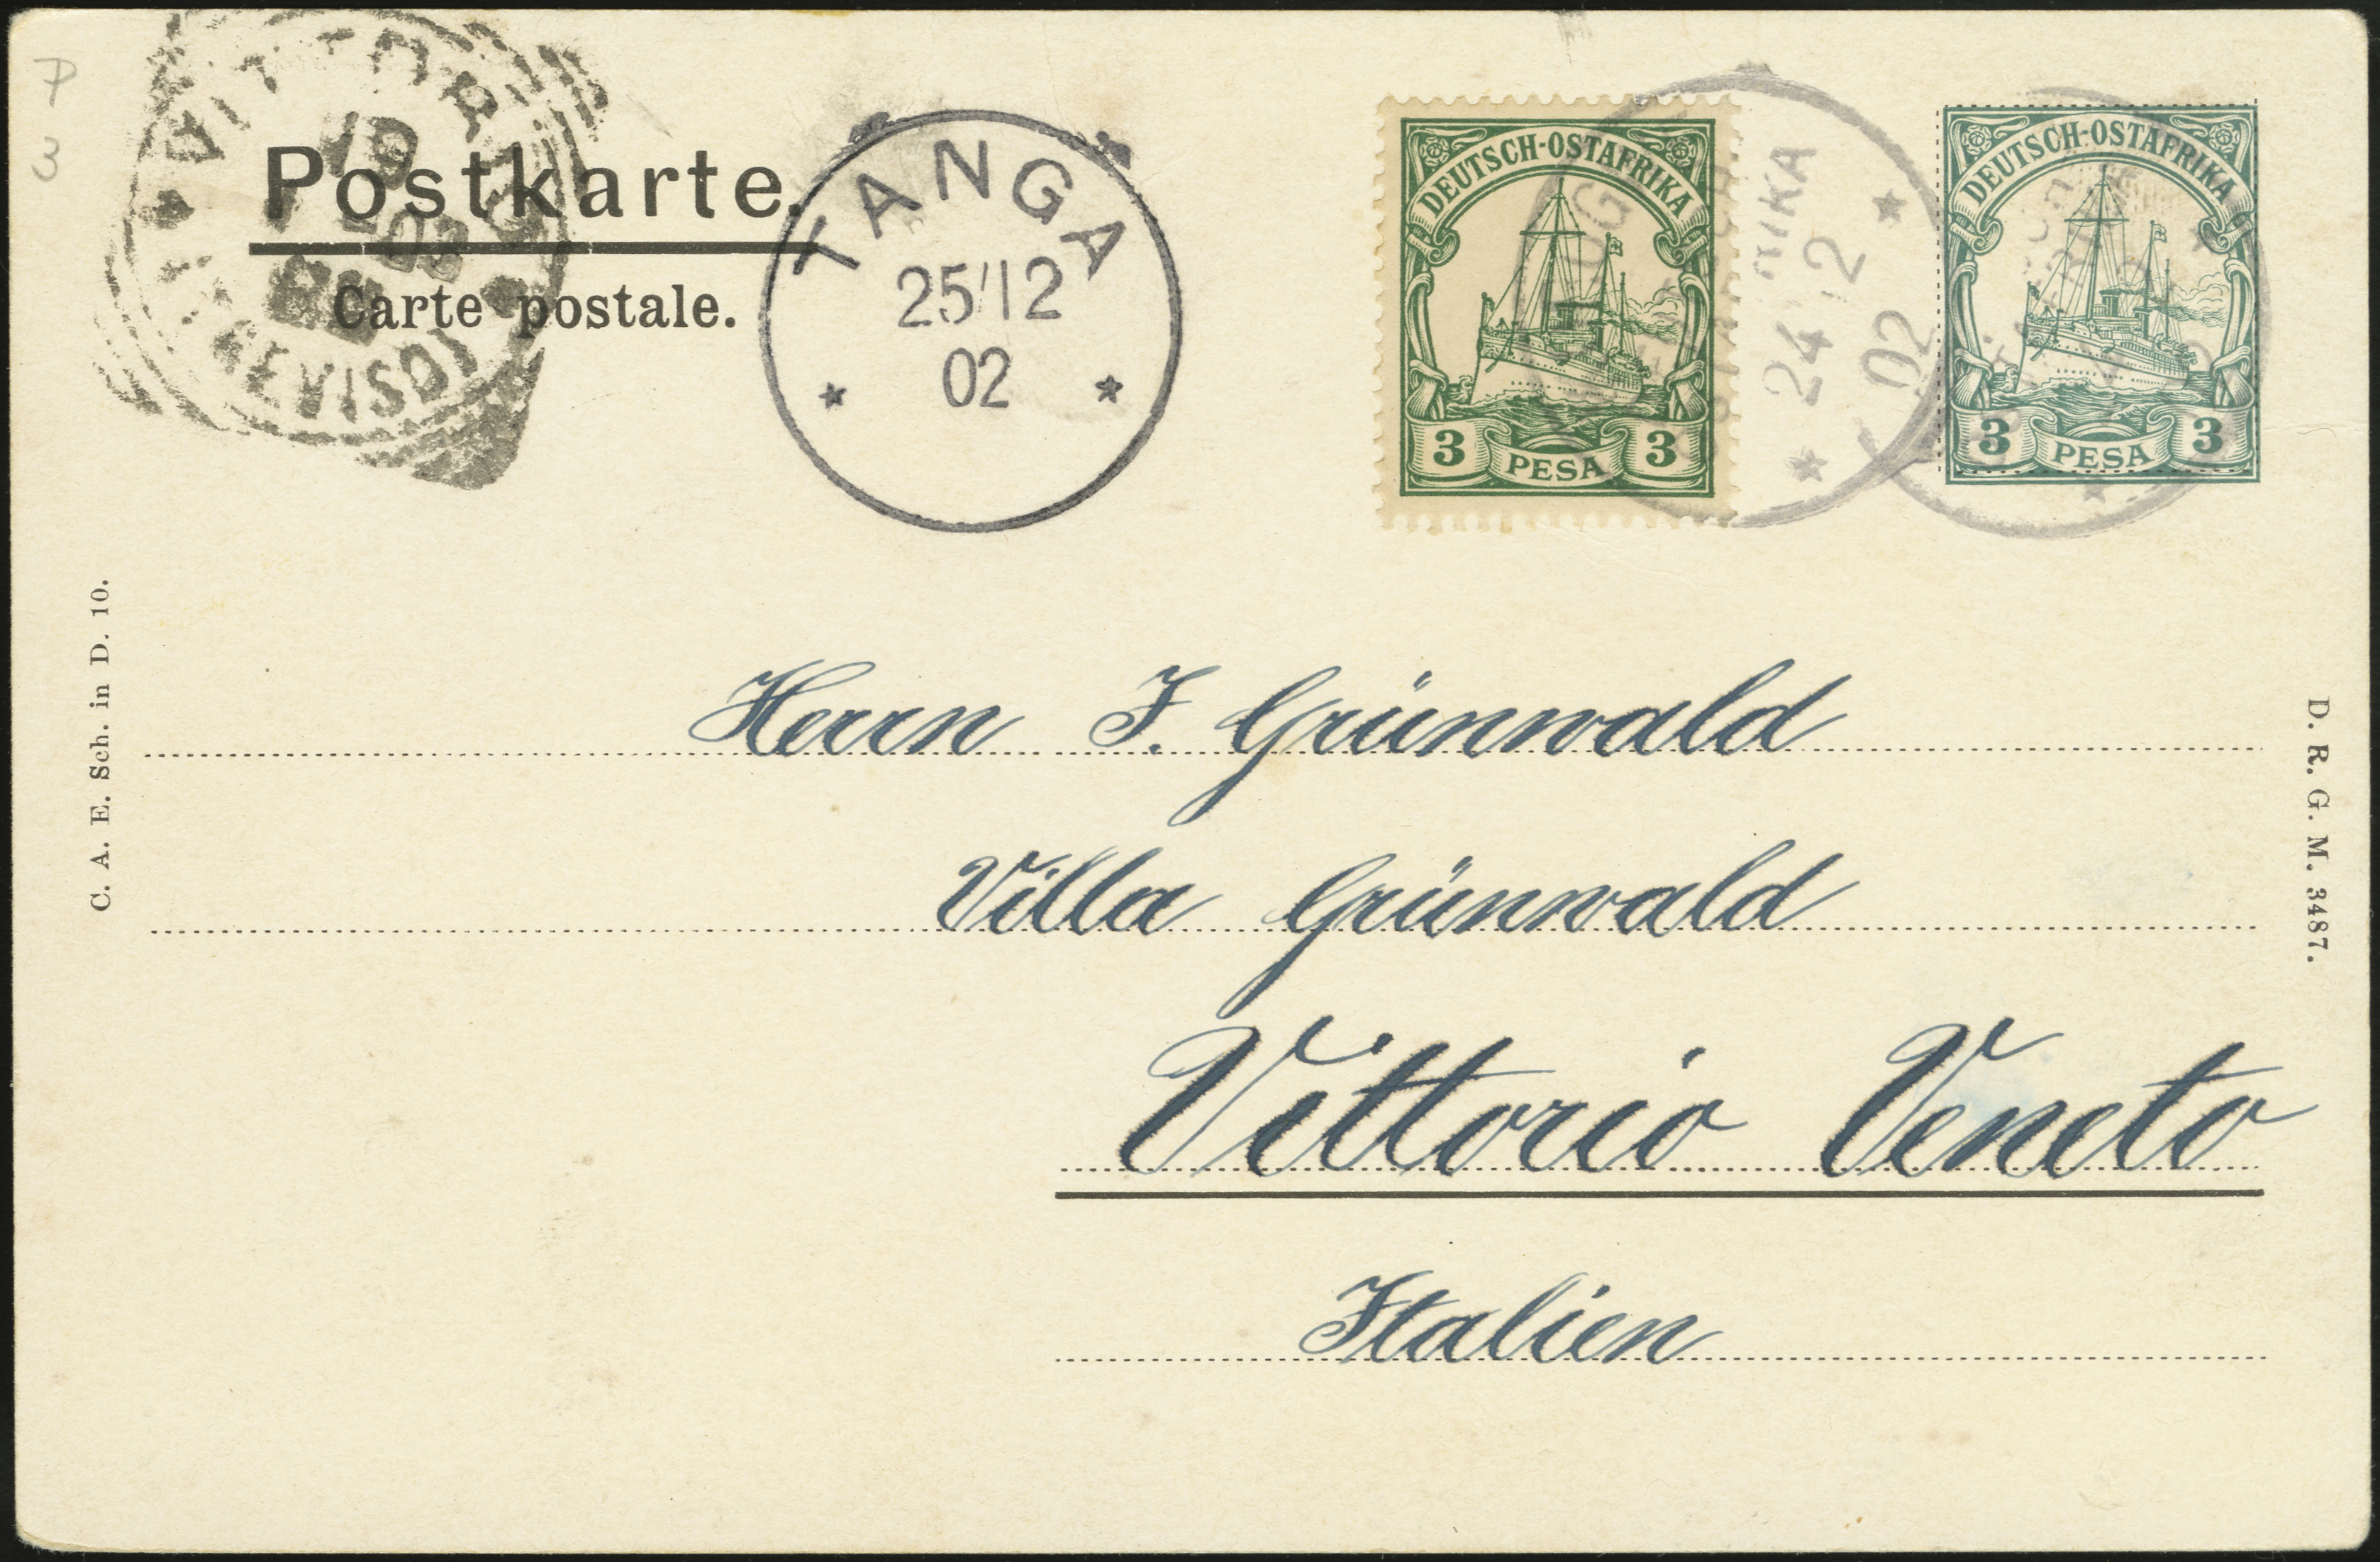 Postkarte.
Carte postale.
TANGA
25/12
02
DEUTSCH-OSTAFRIKA
3 PESA 3
24 12
02
DEUTSCH-OSTAFRIKA
3 PESA 3
C. A. E. Sch. in D. 10.
D. R. G. M. 3487.
Herrn J. Grünwald
Villa Grünwald
Vittorio Veneto
Italien